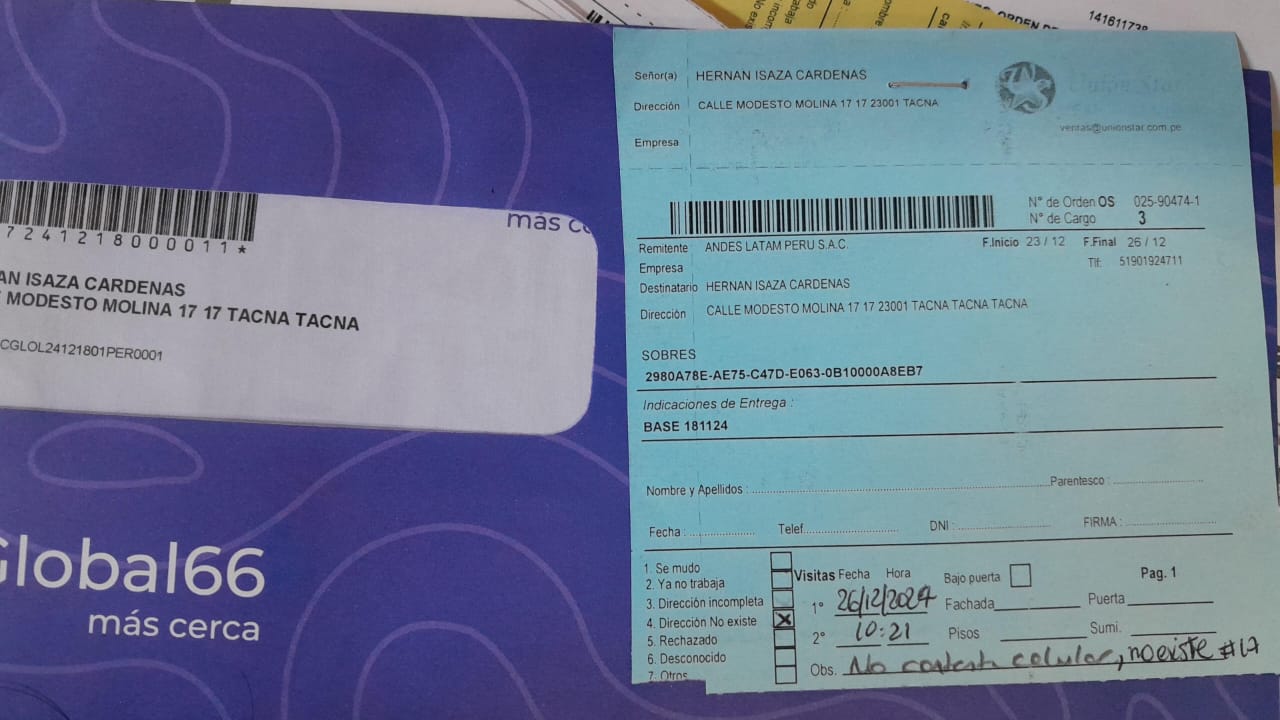 141611738
más c
724121800011*
AN ISAZA CARDENAS
MODESTO MOLINA 17 17 TACNA TACNA
CGLOL24121801PER0001
Global66
más cerca
Señor(a) HERNAN ISAZA CARDENAS
Dirección CALLE MODESTO MOLINA 17 17 23001 TACNA
Empresa
Union Star
ventas@unionstar.com.pe
N° de Orden OS 025-90474-1
N° de Cargo 3
Remitente ANDES LATAM PERU S.A.C. F.Inicio 23 / 12 F.Final 26 / 12
Empresa Tlf: 51901924711
Destinatario HERNAN ISAZA CARDENAS
Dirección CALLE MODESTO MOLINA 17 17 23001 TACNA TACNA TACNA
SOBRES
2980A78E-AE75-C47D-E063-0B10000A8EB7
Indicaciones de Entrega :
BASE 181124
Nombre y Apellidos : Parentesco :
Fecha : Telef. DNI : FIRMA :
1. Se mudo
2. Ya no trabaja
3. Dirección incompleta
4. Dirección No existe X
5. Rechazado
6. Desconocido
7. Otros
Visitas Fecha Hora Bajo puerta Pag. 1
1° 26/12/2024 Fachada Puerta
2° 10:21 Pisos Sumi.
Obs. No contesta celular, no existe #17